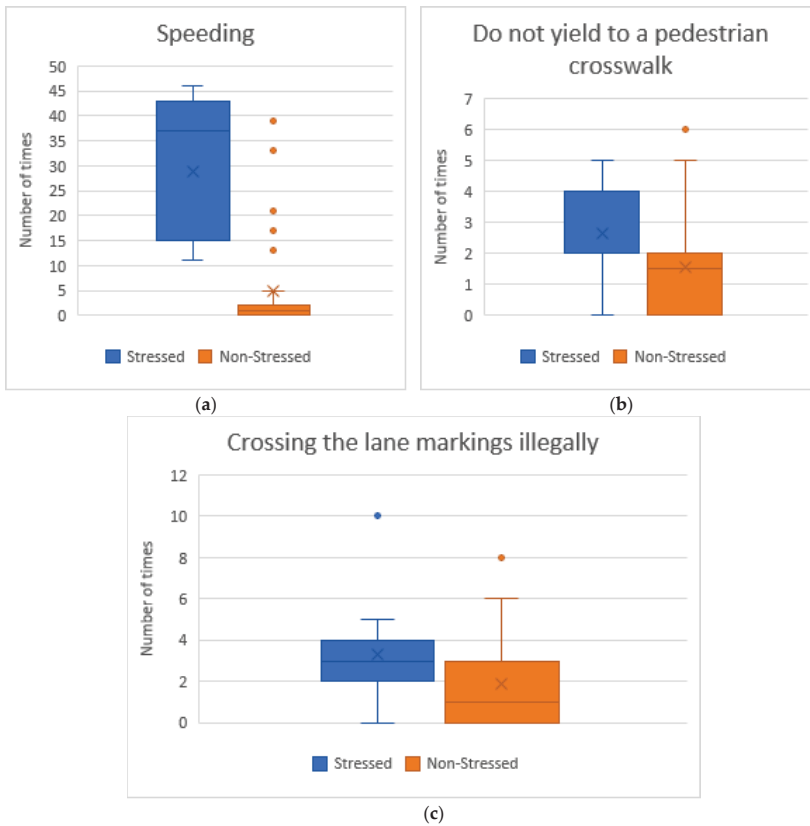 Speeding
50
45
40
35
30
25
20
15
10
5
0
Number of times
Stressed Non-Stressed
(a)
Do not yield to a pedestrian
crosswalk
7
6
5
4
3
2
1
0
Number of times
Stressed Non-Stressed
(b)
Crossing the lane markings illegally
12
10
8
6
4
2
0
Number of times
Stressed Non-Stressed
(c)